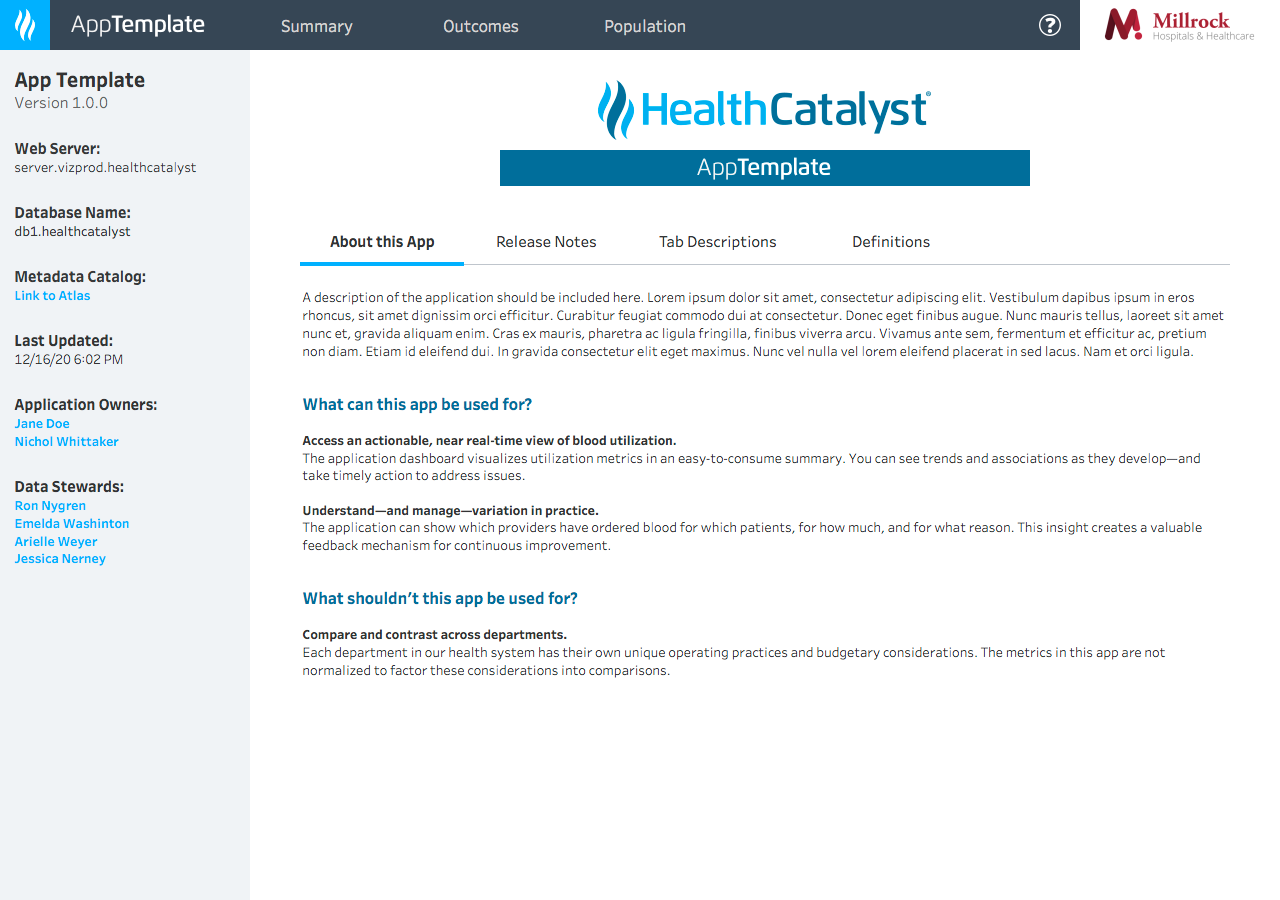 AppTemplate
Summary
Outcomes
Population
?
Millrock
Hospitals & Healthcare
App Template
Version 1.0.0
Web Server:
server.vizprod.healthcatalyst
Database Name:
db1.healthcatalyst
Metadata Catalog:
Link to Atlas
Last Updated:
12/16/20 6:02 PM
Application Owners:
Jane Doe
Nichol Whittaker
Data Stewards:
Ron Nygren
Emelda Washinton
Arielle Weyer
Jessica Nerney
HealthCatalyst®
AppTemplate
About this App
Release Notes
Tab Descriptions
Definitions
A description of the application should be included here. Lorem ipsum dolor sit amet, consectetur adipiscing elit. Vestibulum dapibus ipsum in eros
rhoncus, sit amet dignissim orci efficitur. Curabitur feugiat commodo dui at consectetur. Donec eget finibus augue. Nunc mauris tellus, laoreet sit amet
nunc et, gravida aliquam enim. Cras ex mauris, pharetra ac ligula fringilla, finibus viverra arcu. Vivamus ante sem, fermentum et efficitur ac, pretium
non diam. Etiam id eleifend dui. In gravida consectetur elit eget maximus. Nunc vel nulla vel lorem eleifend placerat in sed lacus. Nam et orci ligula.
What can this app be used for?
Access an actionable, near real-time view of blood utilization.
The application dashboard visualizes utilization metrics in an easy-to-consume summary. You can see trends and associations as they develop—and
take timely action to address issues.
Understand—and manage—variation in practice.
The application can show which providers have ordered blood for which patients, for how much, and for what reason. This insight creates a valuable
feedback mechanism for continuous improvement.
What shouldn’t this app be used for?
Compare and contrast across departments.
Each department in our health system has their own unique operating practices and budgetary considerations. The metrics in this app are not
normalized to factor these considerations into comparisons.